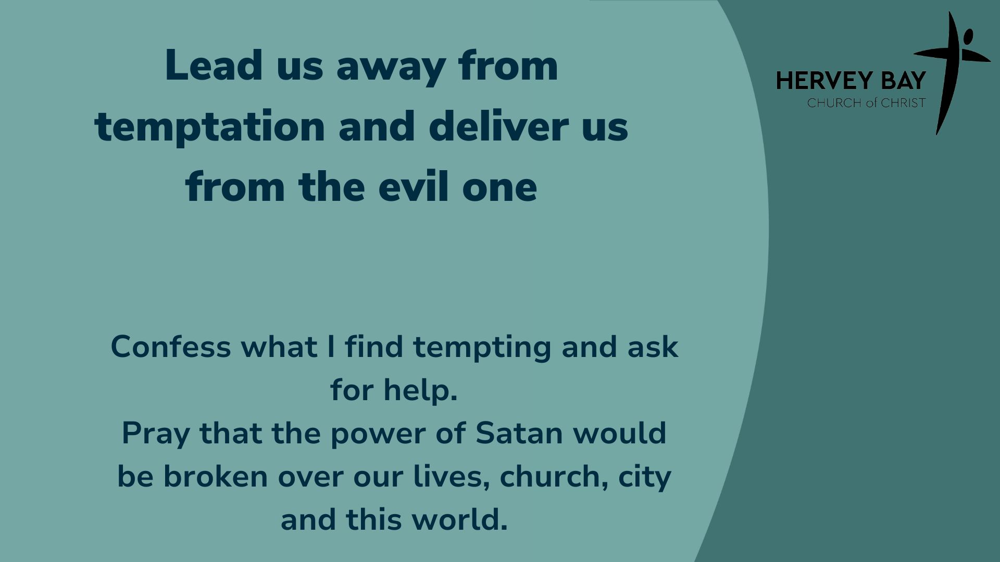 Lead us away from
temptation and deliver us
from the evil one
HERVEY BAY
CHURCH of CHRIST
Confess what I find tempting and ask
for help.
Pray that the power of Satan would
be broken over our lives, church, city
and this world.